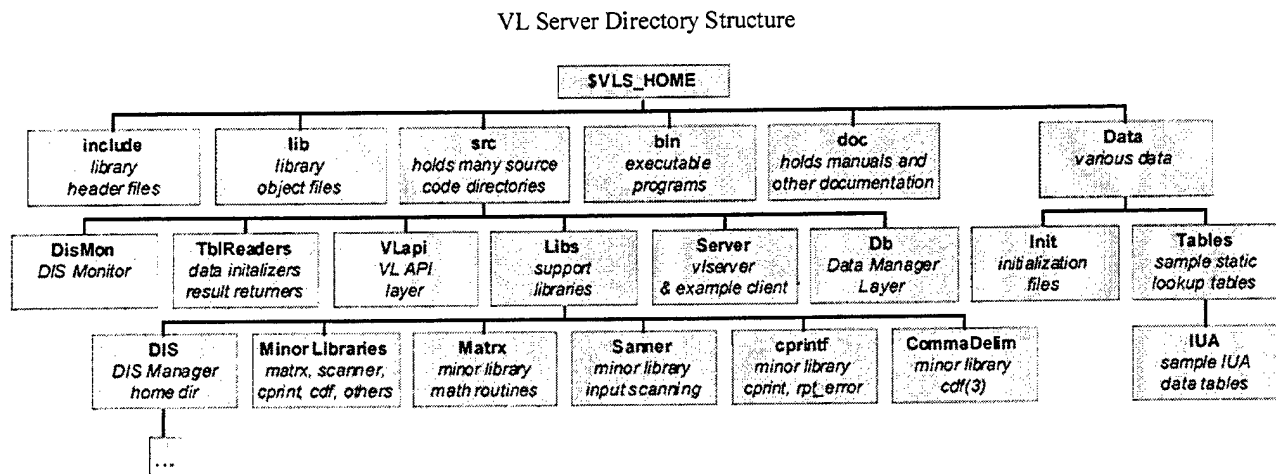 VL Server Directory Structure
$VLS_HOME
include
library
header files
lib
library
object files
src
holds many source
code directories
bin
executable
programs
doc
holds manuals and
other documentation
Data
various data
DisMon
DIS Monitor
TblReaders
data initalizers
result returners
VLapi
VL API
layer
Libs
support
libraries
Server
vlserver
& example client
Db
Data Manager
Layer
Init
initialization
files
Tables
sample static
lookup tables
DIS
DIS Manager
home dir
Minor Libraries
matrx, scanner,
cprint, cdf, others
Matrx
minor library
math routines
Sanner
minor library
input scanning
cprintf
minor library
cprint, rpt_error
CommaDelim
minor library
cdf(3)
IUA
sample IUA
data tables
...